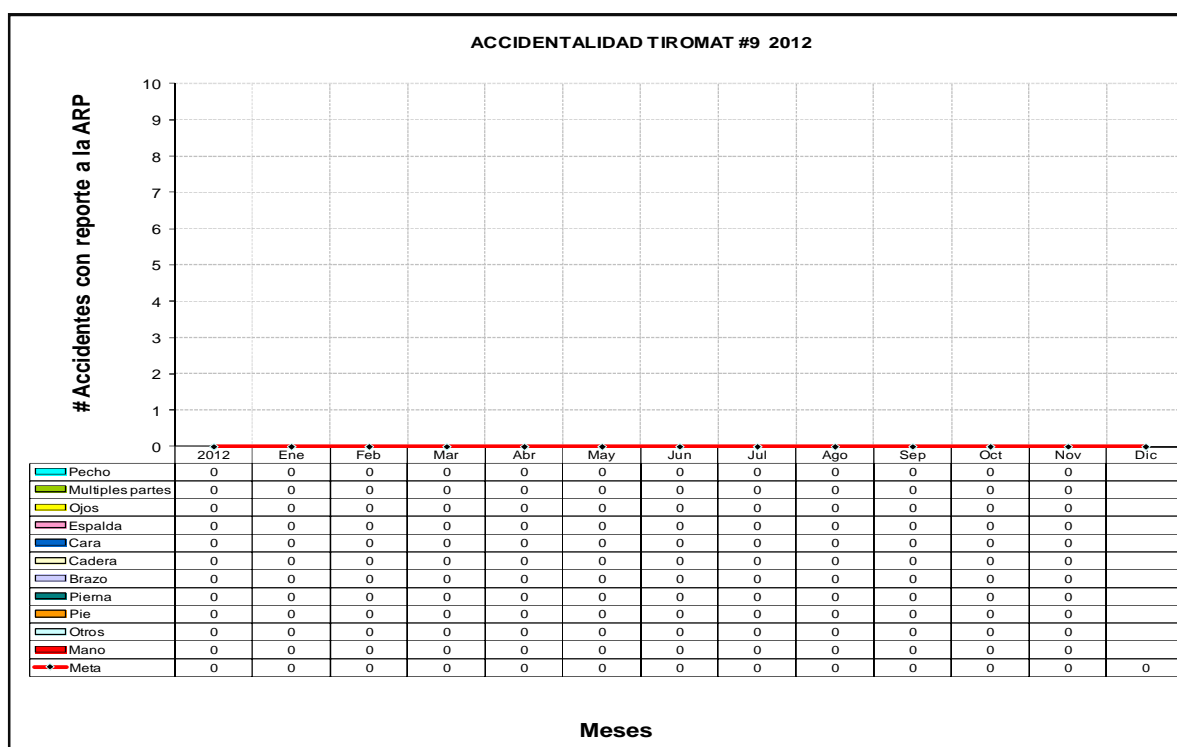 ACCIDENTALIDAD TIROMAT #9 2012
# Accidentes con reporte a la ARP
10
9
8
7
6
5
4
3
2
1
0
2012 Ene Feb Mar Abr May Jun Jul Ago Sep Oct Nov Dic
Pecho 0 0 0 0 0 0 0 0 0 0 0 0
Multiples partes 0 0 0 0 0 0 0 0 0 0 0 0
Ojos 0 0 0 0 0 0 0 0 0 0 0 0
Espalda 0 0 0 0 0 0 0 0 0 0 0 0
Cara 0 0 0 0 0 0 0 0 0 0 0 0
Cadera 0 0 0 0 0 0 0 0 0 0 0 0
Brazo 0 0 0 0 0 0 0 0 0 0 0 0
Pierna 0 0 0 0 0 0 0 0 0 0 0 0
Pie 0 0 0 0 0 0 0 0 0 0 0 0
Otros 0 0 0 0 0 0 0 0 0 0 0 0
Mano 0 0 0 0 0 0 0 0 0 0 0 0
Meta 0 0 0 0 0 0 0 0 0 0 0 0 0
Meses